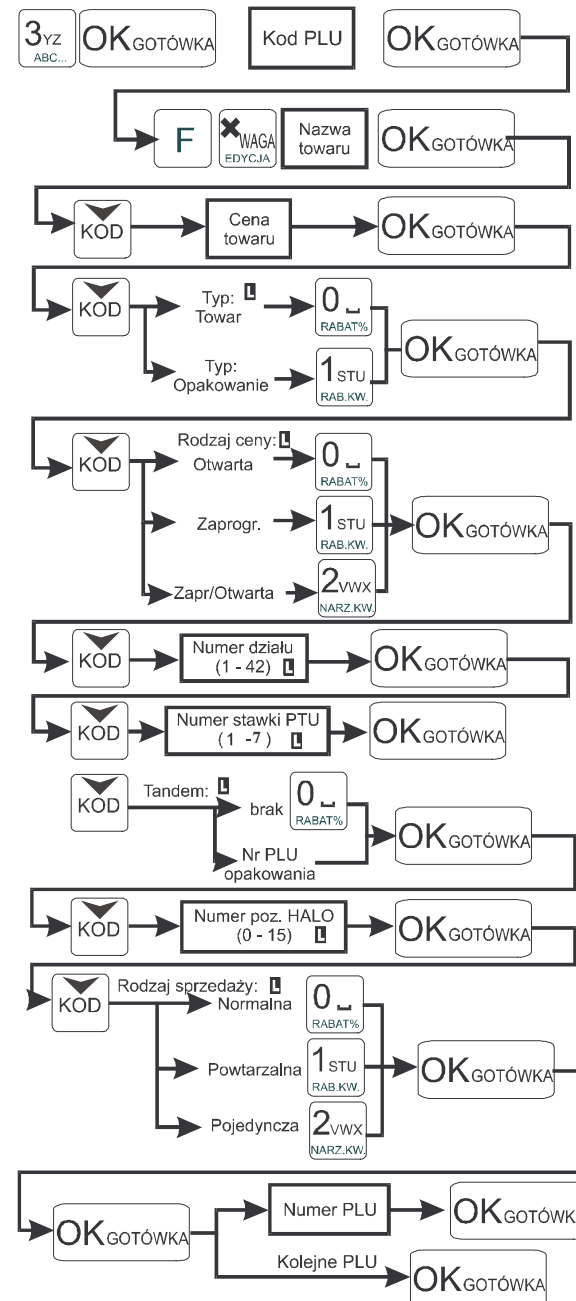 3YZ ABC... OK GOTÓWKA Kod PLU OK GOTÓWKA
F WAGA EDYCJA Nazwa towaru OK GOTÓWKA
KOD Cena towaru OK GOTÓWKA
KOD Typ: L Towar 0 RABAT%
Typ: Opakowanie 1STU RAB.KW. OK GOTÓWKA
KOD Rodzaj ceny: L Otwarta 0 RABAT%
Zaprogr. 1STU RAB.KW. OK GOTÓWKA
Zapr/Otwarta 2VWX NARZ.KW.
KOD Numer działu (1 - 42) L OK GOTÓWKA
KOD Numer stawki PTU (1 -7) L OK GOTÓWKA
KOD Tandem: L brak 0 RABAT%
Nr PLU opakowania OK GOTÓWKA
KOD Numer poz. HALO (0 - 15) L OK GOTÓWKA
KOD Rodzaj sprzedaży: L Normalna 0 RABAT%
Powtarzalna 1STU RAB.KW. OK GOTÓWKA
Pojedyncza 2VWX NARZ.KW.
OK GOTÓWKA Numer PLU OK GOTÓWK
Kolejne PLU OK GOTÓWKA